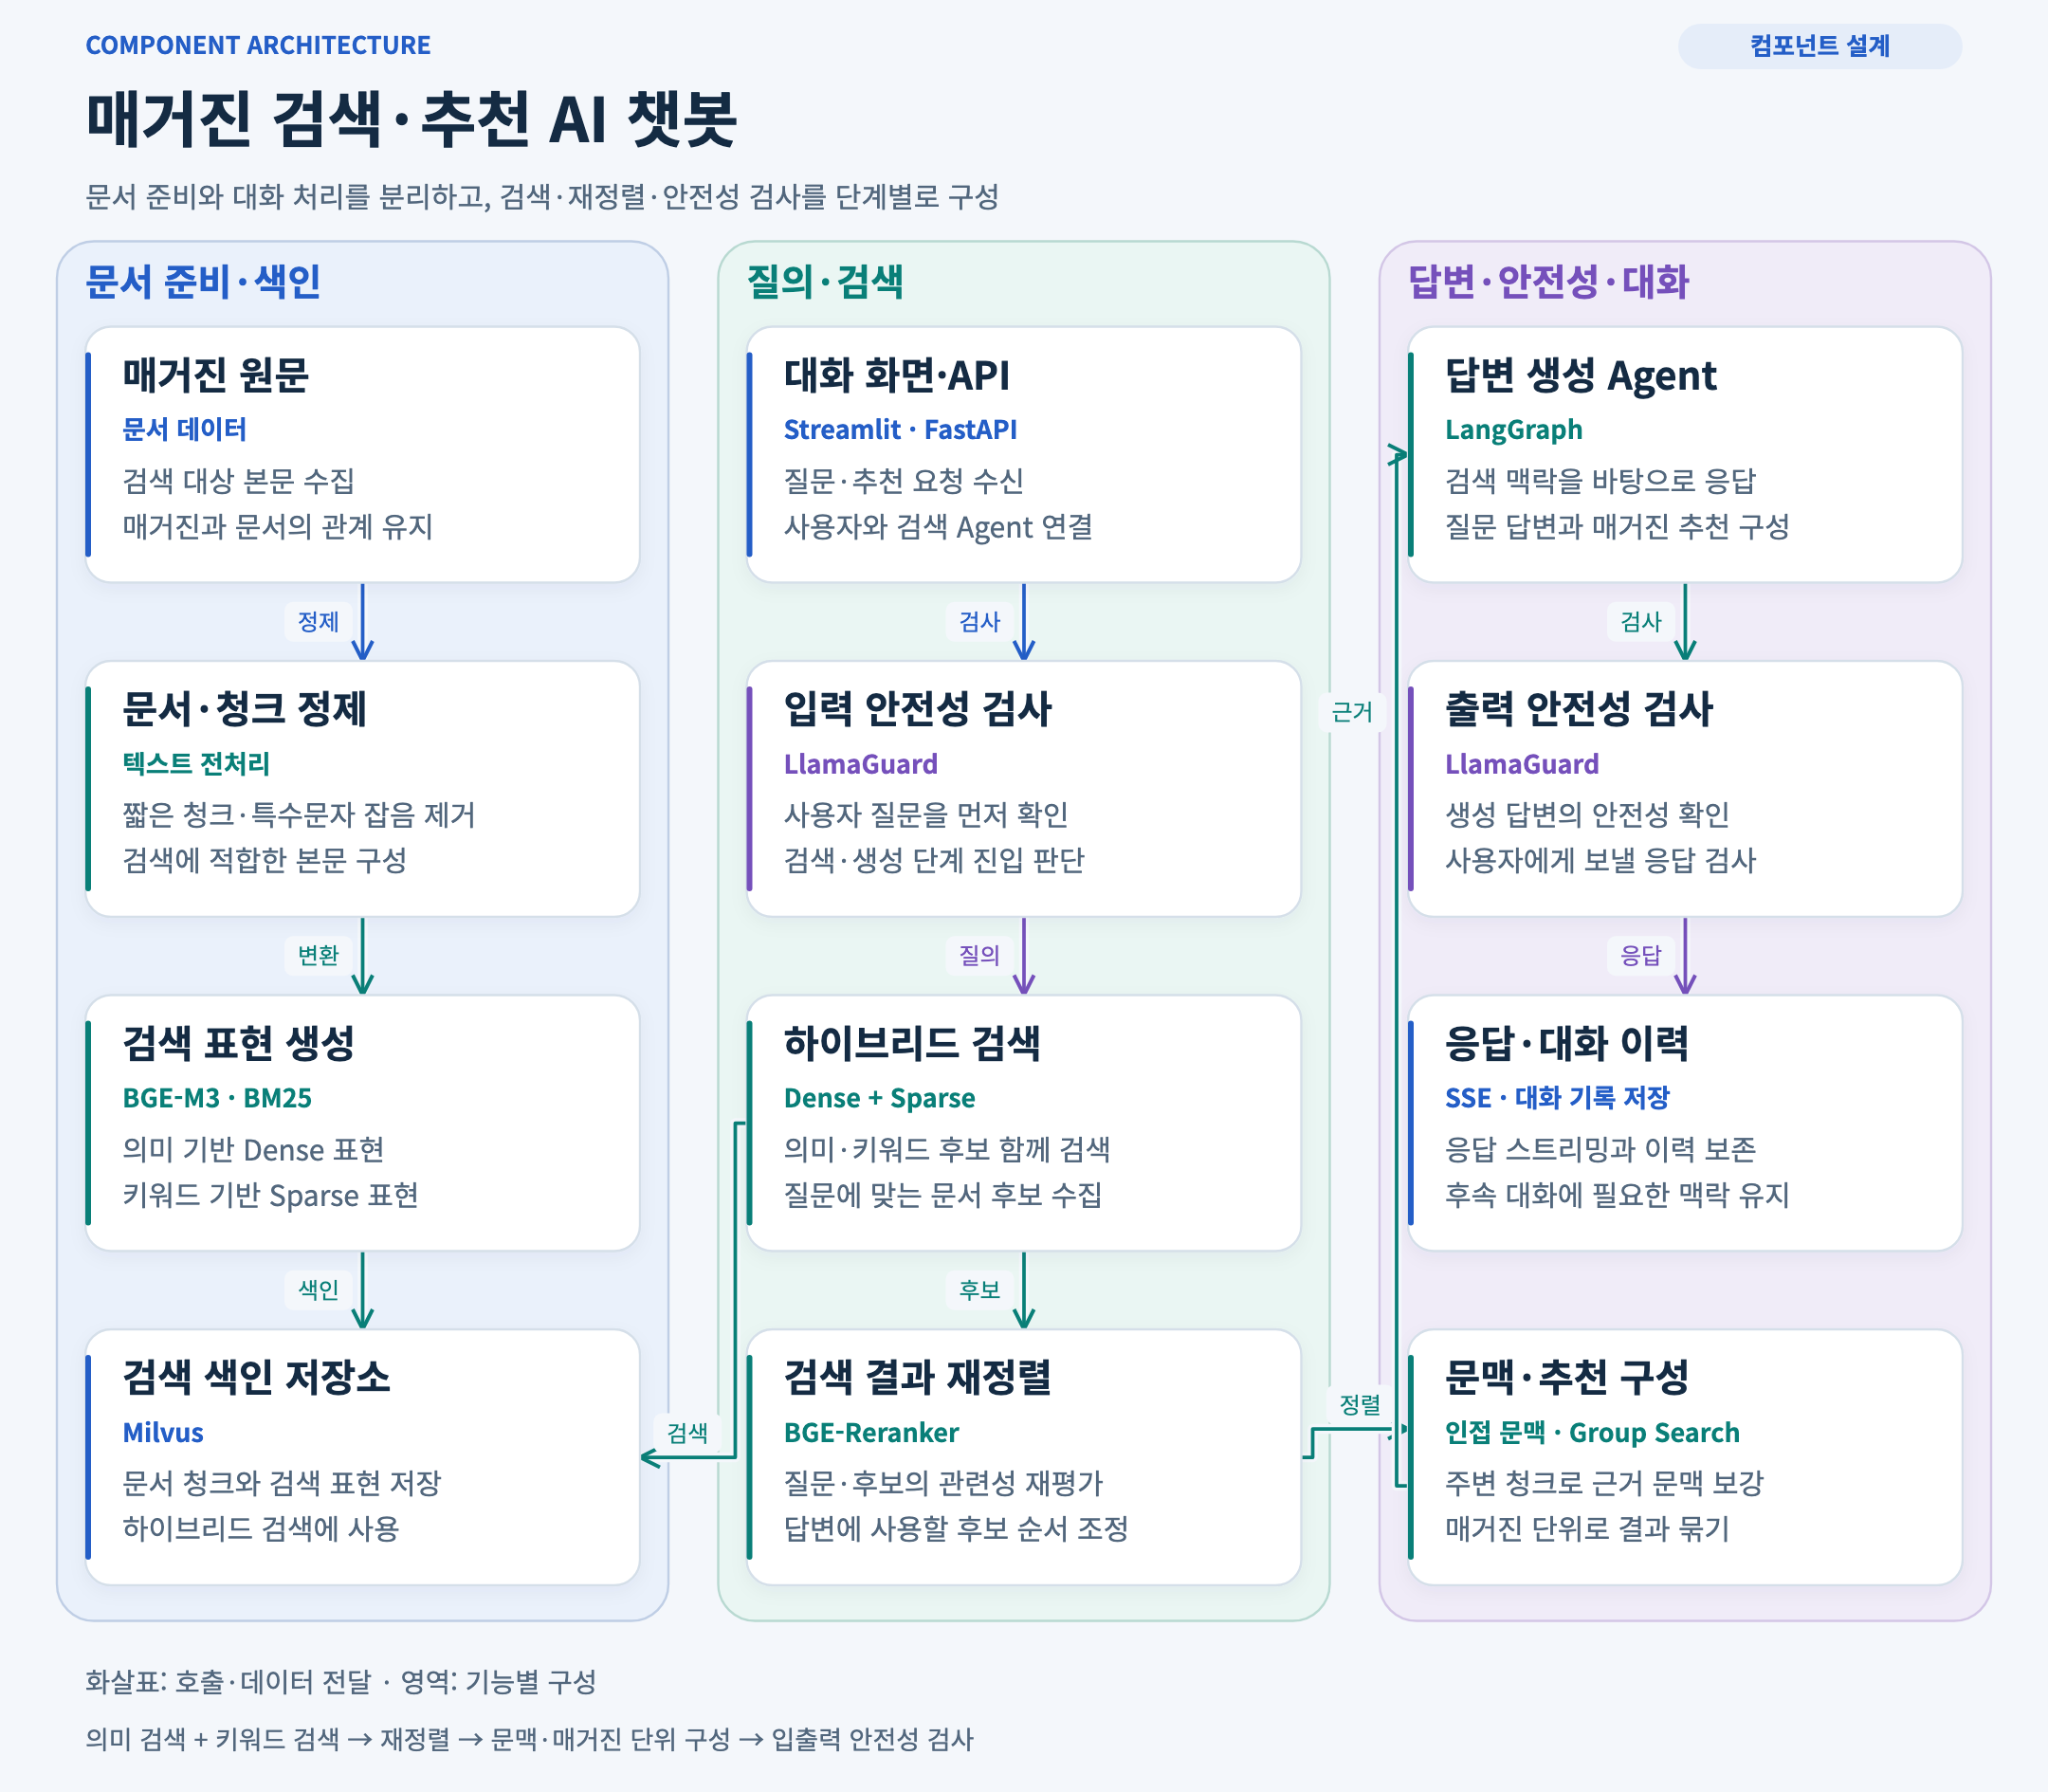 COMPONENT ARCHITECTURE
컴포넌트 설계
매거진 검색·추천 AI 챗봇
문서 준비와 대화 처리를 분리하고, 검색·재정렬·안전성 검사를 단계별로 구성
문서 준비·색인
매거진 원문
문서 데이터
검색 대상 본문 수집
매거진과 문서의 관계 유지
정제
문서·청크 정제
텍스트 전처리
짧은 청크·특수문자 잡음 제거
검색에 적합한 본문 구성
변환
검색 표현 생성
BGE-M3 · BM25
의미 기반 Dense 표현
키워드 기반 Sparse 표현
색인
검색 색인 저장소
Milvus
문서 청크와 검색 표현 저장
하이브리드 검색에 사용
검색
질의·검색
대화 화면·API
Streamlit · FastAPI
질문·추천 요청 수신
사용자와 검색 Agent 연결
검사
입력 안전성 검사
LlamaGuard
사용자 질문을 먼저 확인
검색·생성 단계 진입 판단
질의
하이브리드 검색
Dense + Sparse
의미·키워드 후보 함께 검색
질문에 맞는 문서 후보 수집
후보
검색 결과 재정렬
BGE-Reranker
질문·후보의 관련성 재평가
답변에 사용할 후보 순서 조정
정렬
근거
답변·안전성·대화
답변 생성 Agent
LangGraph
검색 맥락을 바탕으로 응답
질문 답변과 매거진 추천 구성
검사
출력 안전성 검사
LlamaGuard
생성 답변의 안전성 확인
사용자에게 보낼 응답 검사
응답
응답·대화 이력
SSE · 대화 기록 저장
응답 스트리밍과 이력 보존
후속 대화에 필요한 맥락 유지
문맥·추천 구성
인접 문맥 · Group Search
주변 청크로 근거 문맥 보강
매거진 단위로 결과 묶기
화살표: 호출·데이터 전달 · 영역: 기능별 구성
의미 검색 + 키워드 검색 → 재정렬 → 문맥·매거진 단위 구성 → 입출력 안전성 검사